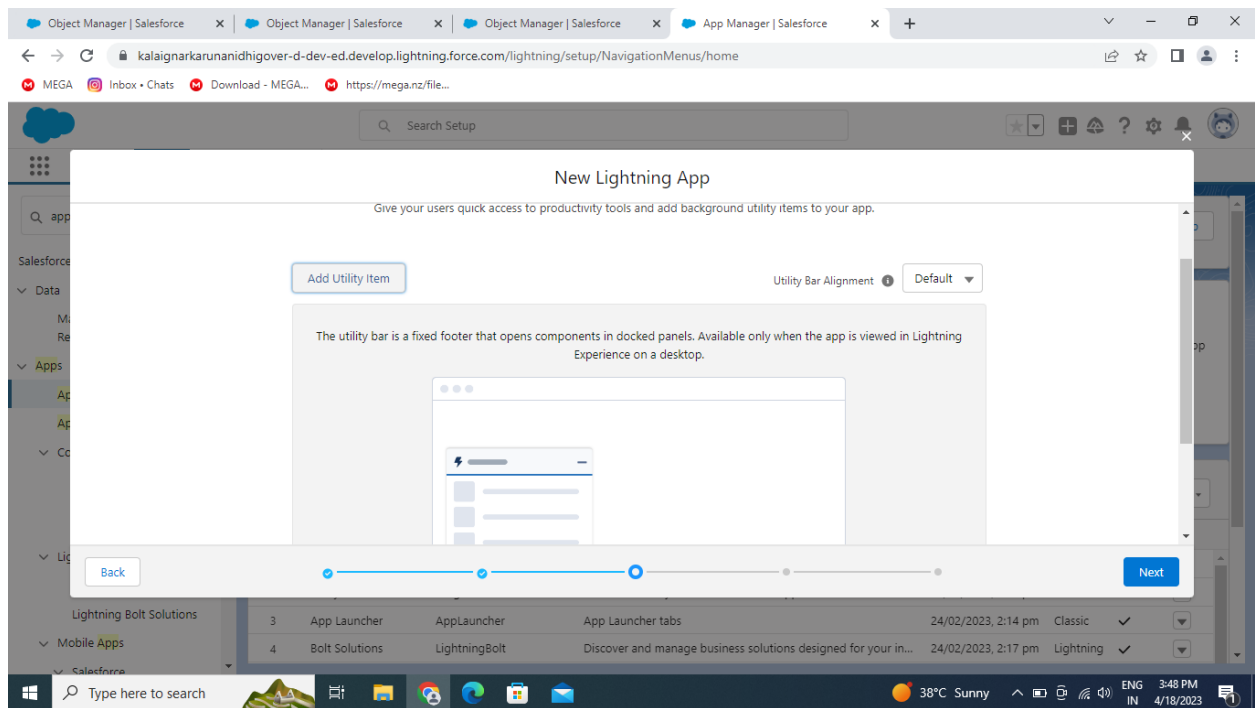 Object Manager | Salesforce
Object Manager | Salesforce
Object Manager | Salesforce
App Manager | Salesforce
kalaignarkarunanidhigover-d-dev-ed.develop.lightning.force.com/lightning/setup/NavigationMenus/home
MEGA
Inbox • Chats
Download - MEGA...
https://mega.nz/file...
Search Setup
New Lightning App
app
Give your users quick access to productivity tools and add background utility items to your app.
Salesforce
Add Utility Item
Utility Bar Alignment
Default
Data
The utility bar is a fixed footer that opens components in docked panels. Available only when the app is viewed in Lightning
Experience on a desktop.
Ma
Re
Apps
Ap
Ap
Co
Lig
Back
Next
Lightning Bolt Solutions
3 App Launcher AppLauncher App Launcher tabs 24/02/2023, 2:14 pm Classic
Mobile Apps
4 Bolt Solutions LightningBolt Discover and manage business solutions designed for your in... 24/02/2023, 2:17 pm Lightning
Salesforce
Type here to search
38°C Sunny
ENG
IN
3:48 PM
4/18/2023